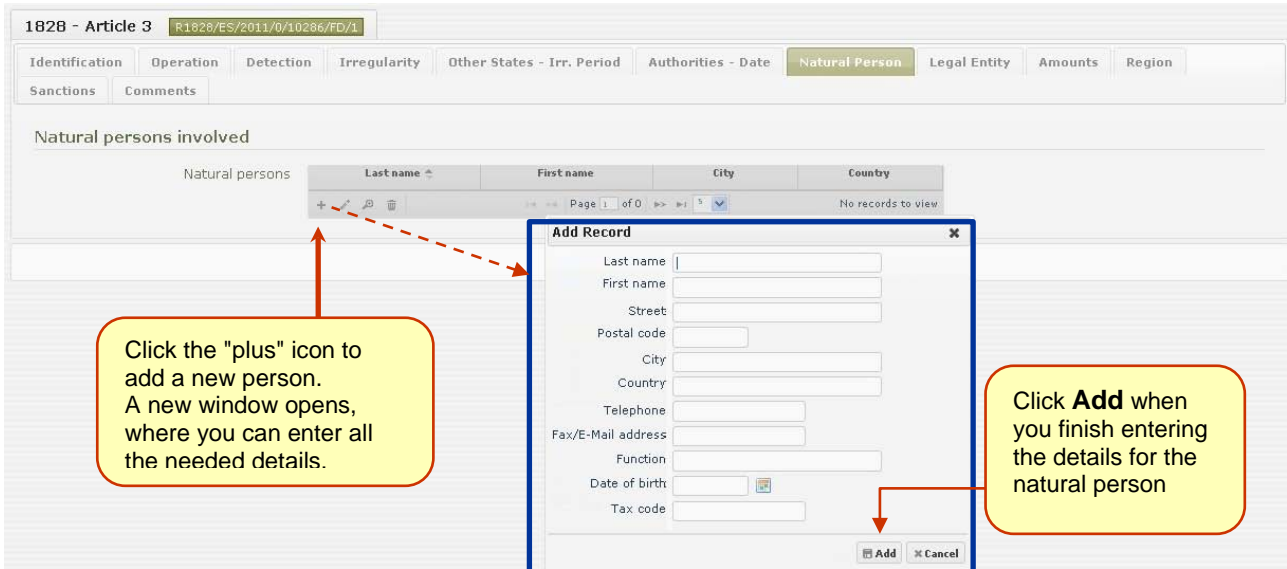 1828 - Article 3 R1828/ES/2011/0/10286/FD/1
Identification Operation Detection Irregularity Other States - Irr. Period Authorities - Date Natural Person Legal Entity Amounts Region
Sanctions Comments
Natural persons involved
Natural persons Last name First name City Country
Page 1 of 0 5 No records to view
Add Record
Last name
First name
Street
Postal code
City
Country
Telephone
Fax/E-Mail address
Function
Date of birth
Tax code
Add Cancel
Click the "plus" icon to
add a new person.
A new window opens,
where you can enter all
the needed details.
Click Add when
you finish entering
the details for the
natural person